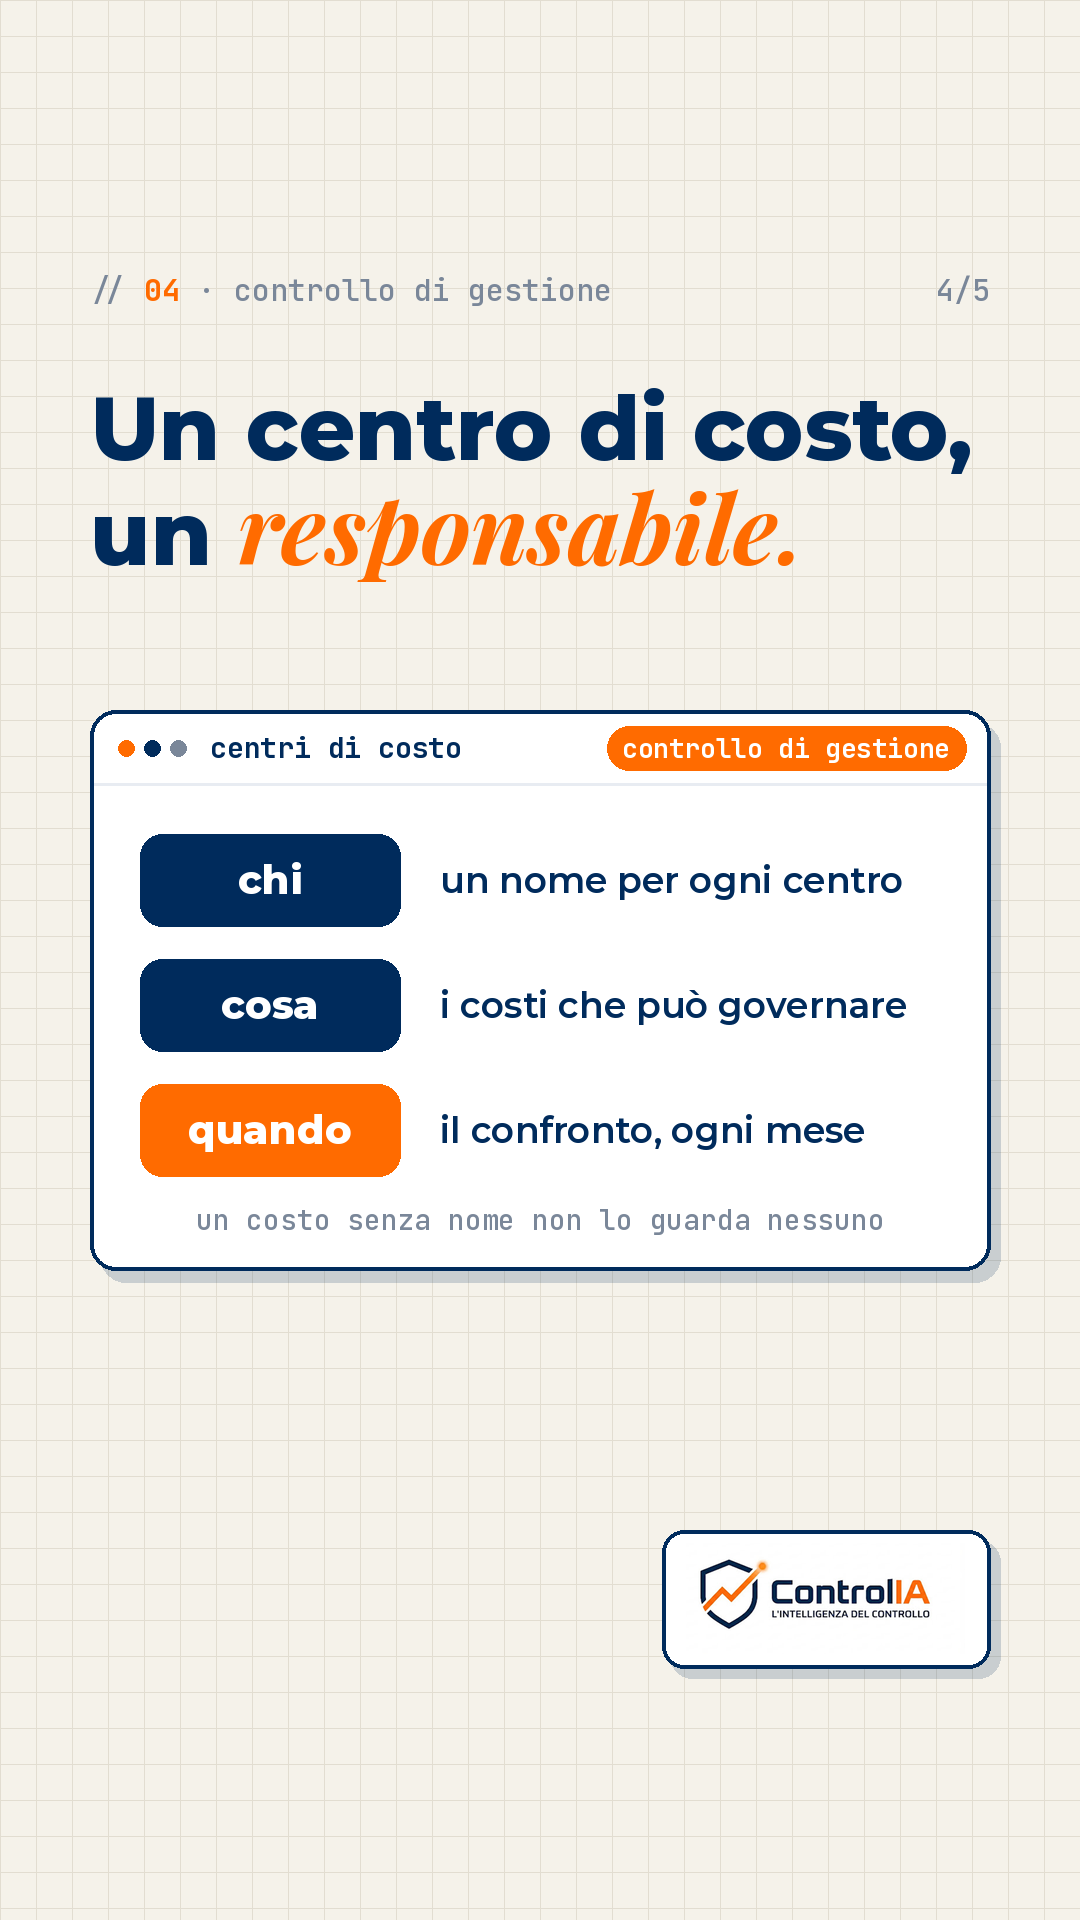 // 04 · controllo di gestione
4/5
Un centro di costo,
un responsabile.
centri di costo
controllo di gestione
chi
un nome per ogni centro
cosa
i costi che può governare
quando
il confronto, ogni mese
un costo senza nome non lo guarda nessuno
ControlIA
L'INTELLIGENZA DEL CONTROLLO